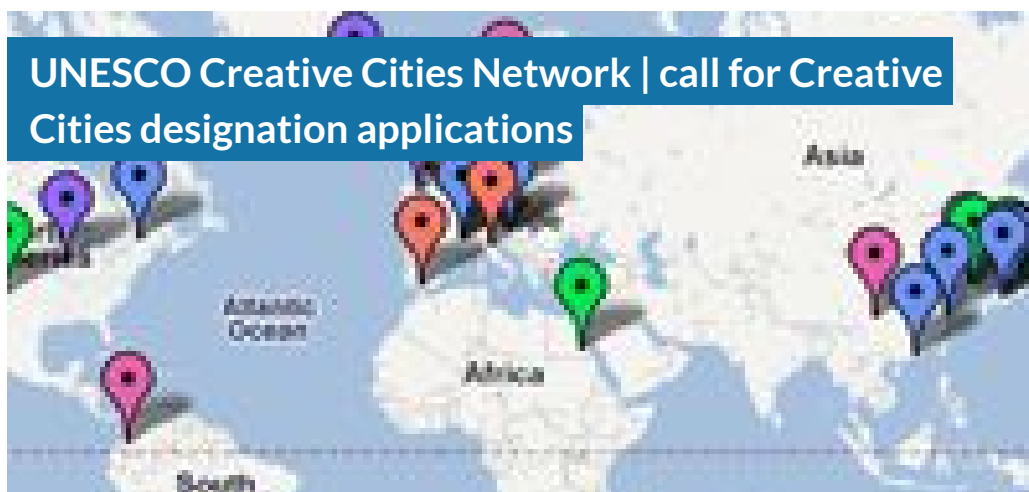 UNESCO Creative Cities Network | call for Creative
Cities designation applications
Asia
Atlantic
Ocean
Africa
South